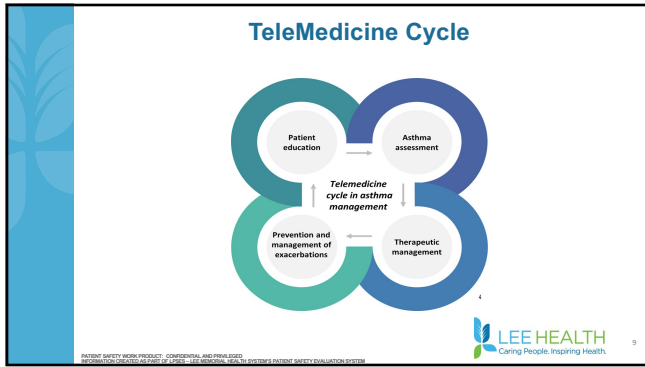 TeleMedicine Cycle
Patient
education
Asthma
assessment
Telemedicine
cycle in asthma
management
Prevention and
management of
exacerbations
Therapeutic
management
4
LEE HEALTH
Caring People. Inspiring Health.
9
PATIENT SAFETY WORK PRODUCT: CONFIDENTIAL AND PRIVILEGED
INFORMATION CREATED AS PART OF LPSES – LEE MEMORIAL HEALTH SYSTEM'S PATIENT SAFETY EVALUATION SYSTEM